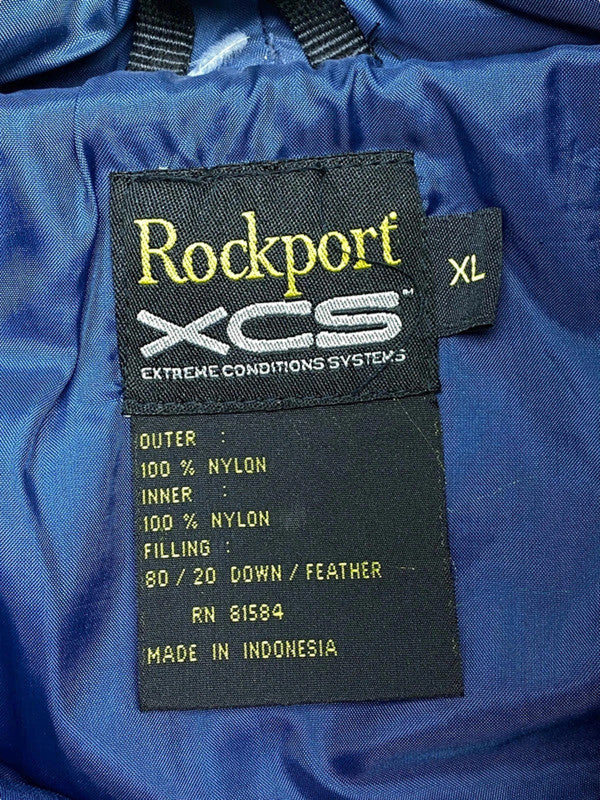 Rockport
XCS™
EXTREME CONDITIONS SYSTEMS
XL
OUTER :
100 % NYLON
INNER :
100 % NYLON
FILLING :
80 / 20 DOWN / FEATHER
RN 81584
MADE IN INDONESIA